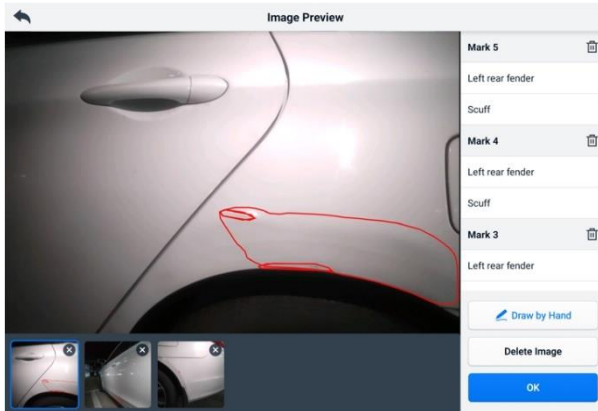 Image Preview
Mark 5
Left rear fender
Scuff
Mark 4
Left rear fender
Scuff
Mark 3
Left rear fender
Draw by Hand
Delete Image
OK